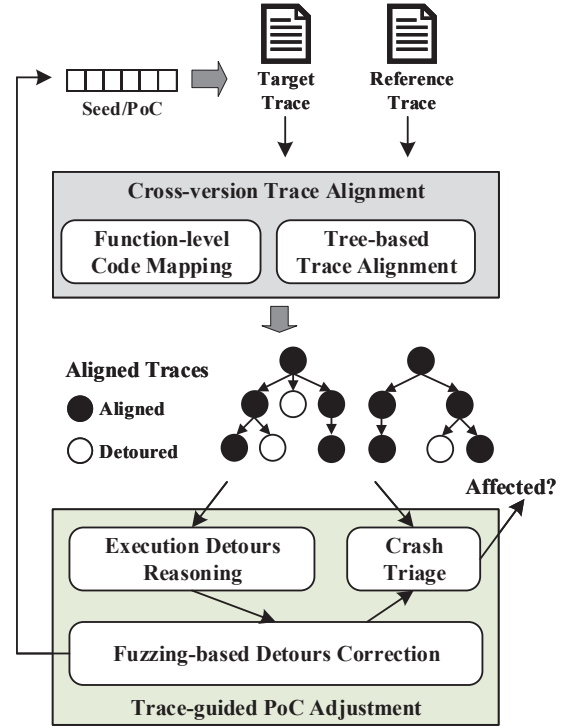 Target
Trace
Reference
Trace
Seed/PoC
Cross-version Trace Alignment
Function-level
Code Mapping
Tree-based
Trace Alignment
Aligned Traces
Aligned
Detoured
Affected?
Execution Detours
Reasoning
Crash
Triage
Fuzzing-based Detours Correction
Trace-guided PoC Adjustment